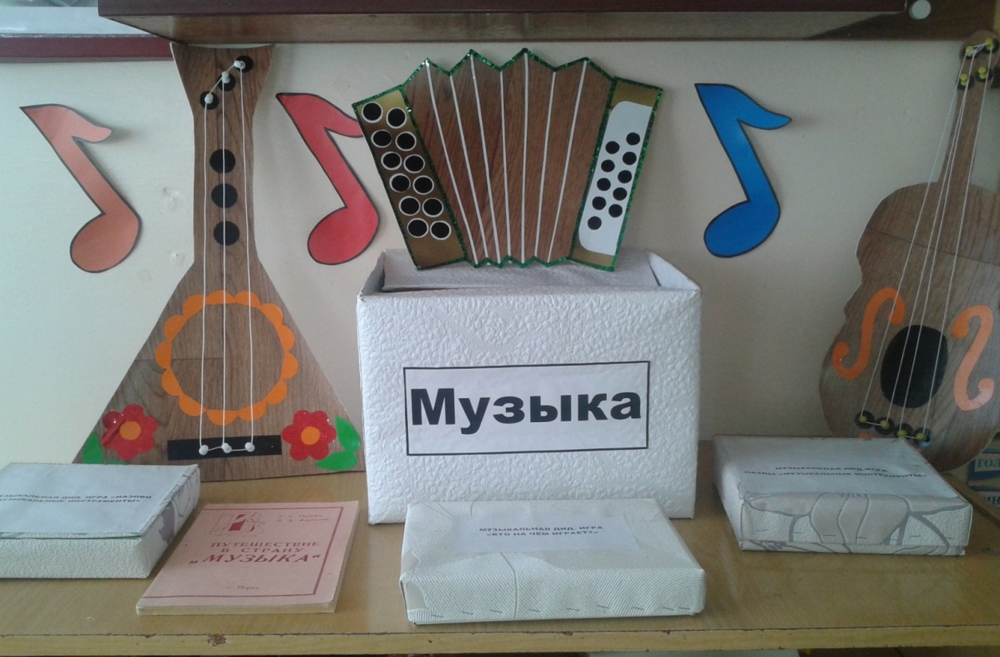 Музыка
МУЗЫКАЛЬНАЯ ДИД. ИГРА «НАЗОВИ
МУЗЫКАЛЬНЫЕ ИНСТРУМЕНТЫ»
ПУТЕШЕСТВИЕ
В СТРАНУ
„МУЗЫКА“
г. Пермь
МУЗЫКАЛЬНАЯ ДИД. ИГРА
«КТО НА ЧЕМ ИГРАЕТ?»
МУЗЫКАЛЬНАЯ ДИД.ИГРА
ПАЗЛЫ «МУЗЫКАЛЬНЫЕ ИНСТРУМЕНТЫ»